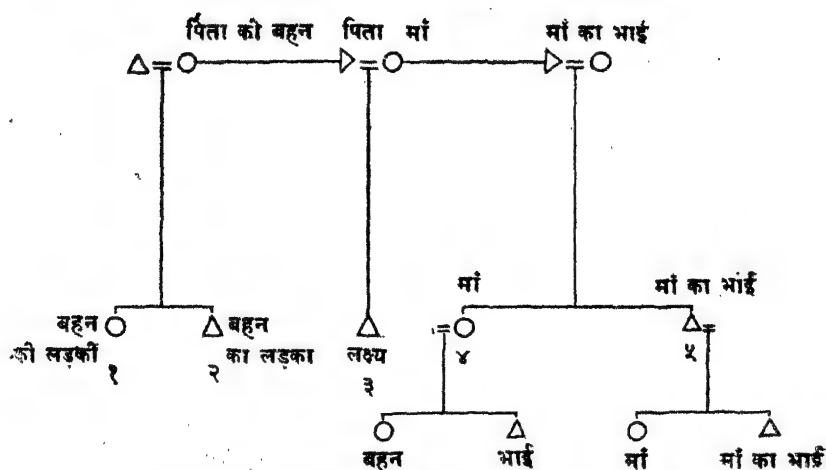 पिता की बहन पिता माँ माँ का भाई
माँ माँ का भाई
बहन की लड़की
बहन का लड़का
लक्ष्य
१ २ ३ ४ ५
बहन भाई माँ माँ का भाई